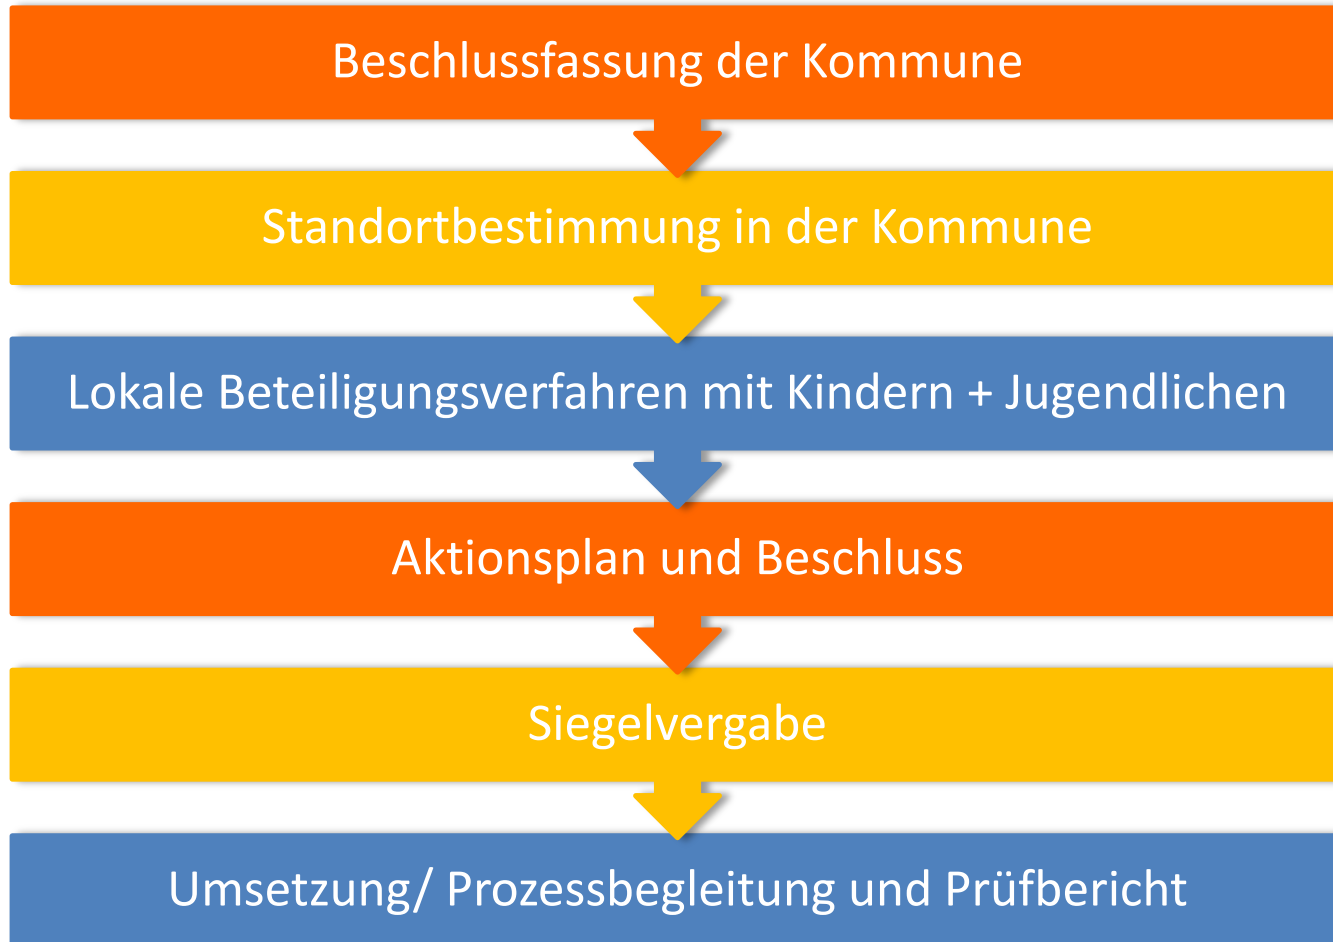 Beschlussfassung der Kommune
Standortbestimmung in der Kommune
Lokale Beteiligungsverfahren mit Kindern + Jugendlichen
Aktionsplan und Beschluss
Siegelvergabe
Umsetzung/ Prozessbegleitung und Prüfbericht